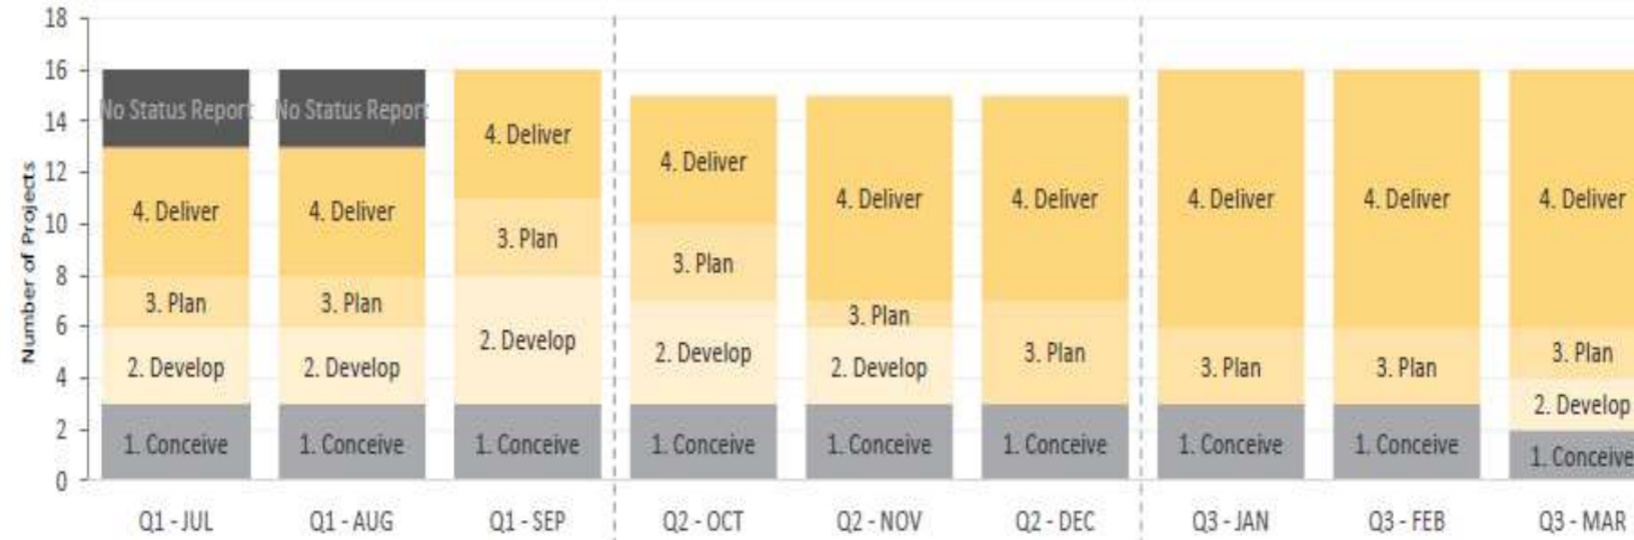 18
16
14
12
10
8
6
4
2
0
Number of Projects
No Status Report
4. Deliver
3. Plan
2. Develop
1. Conceive
No Status Report
4. Deliver
3. Plan
2. Develop
1. Conceive
4. Deliver
3. Plan
2. Develop
1. Conceive
4. Deliver
3. Plan
2. Develop
1. Conceive
4. Deliver
3. Plan
2. Develop
1. Conceive
4. Deliver
3. Plan
1. Conceive
4. Deliver
3. Plan
1. Conceive
4. Deliver
3. Plan
1. Conceive
4. Deliver
3. Plan
2. Develop
1. Conceive
Q1 - JUL
Q1 - AUG
Q1 - SEP
Q2 - OCT
Q2 - NOV
Q2 - DEC
Q3 - JAN
Q3 - FEB
Q3 - MAR